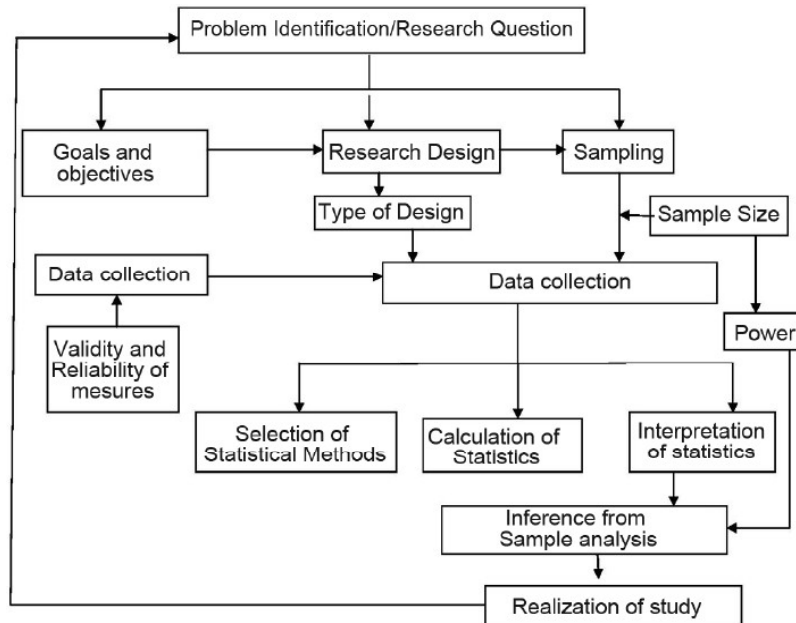 Problem Identification/Research Question
Goals and
objectives
Research Design
Sampling
Type of Design
Sample Size
Data collection
Data collection
Power
Validity and
Reliability of
mesures
Selection of
Statistical Methods
Calculation of
Statistics
Interpretation
of statistics
Inference from
Sample analysis
Realization of study